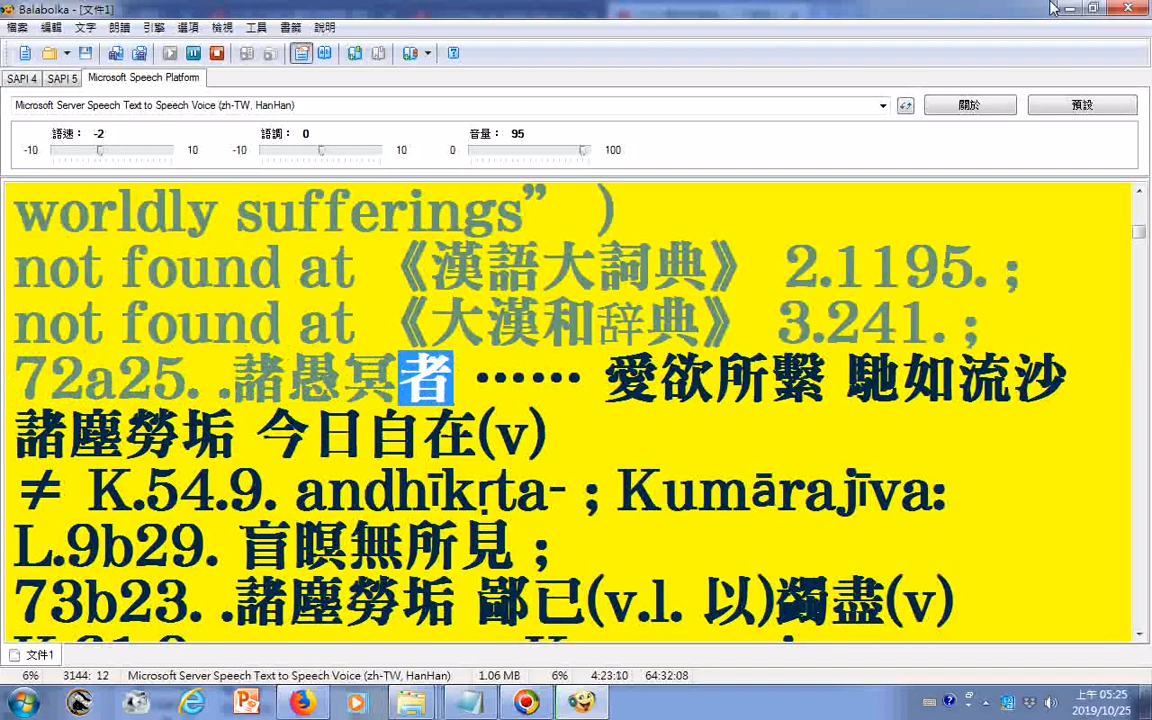 Balabolka - [文件1]
檔案 編輯 文字 朗讀 引擎 選項 檢視 工具 書籤 說明
SAPI 4 SAPI 5 Microsoft Speech Platform
Microsoft Server Speech Text to Speech Voice (zh-TW, HanHan) 關於 預設
語速： -2 語調： 0 音量： 95
-10 10 -10 10 0 100
worldly sufferings” )
not found at 《漢語大詞典》 2.1195. ;
not found at 《大漢和辞典》 3.241. ;
72a25. .諸愚冥者 …… 愛欲所繫 馳如流沙
諸塵勞垢 今日自在(v)
≠ K.54.9. andhīkṛta- ; Kumārajīva:
L.9b29. 盲瞑無所見 ;
73b23. .諸塵勞垢 鄙已(v.l. 以)蠲盡(v)
文件1
6% 3144: 12 Microsoft Server Speech Text to Speech Voice (zh-TW, HanHan) 1.06 MB 6% 4:23:10 64:32:08
上午 05:25
2019/10/25